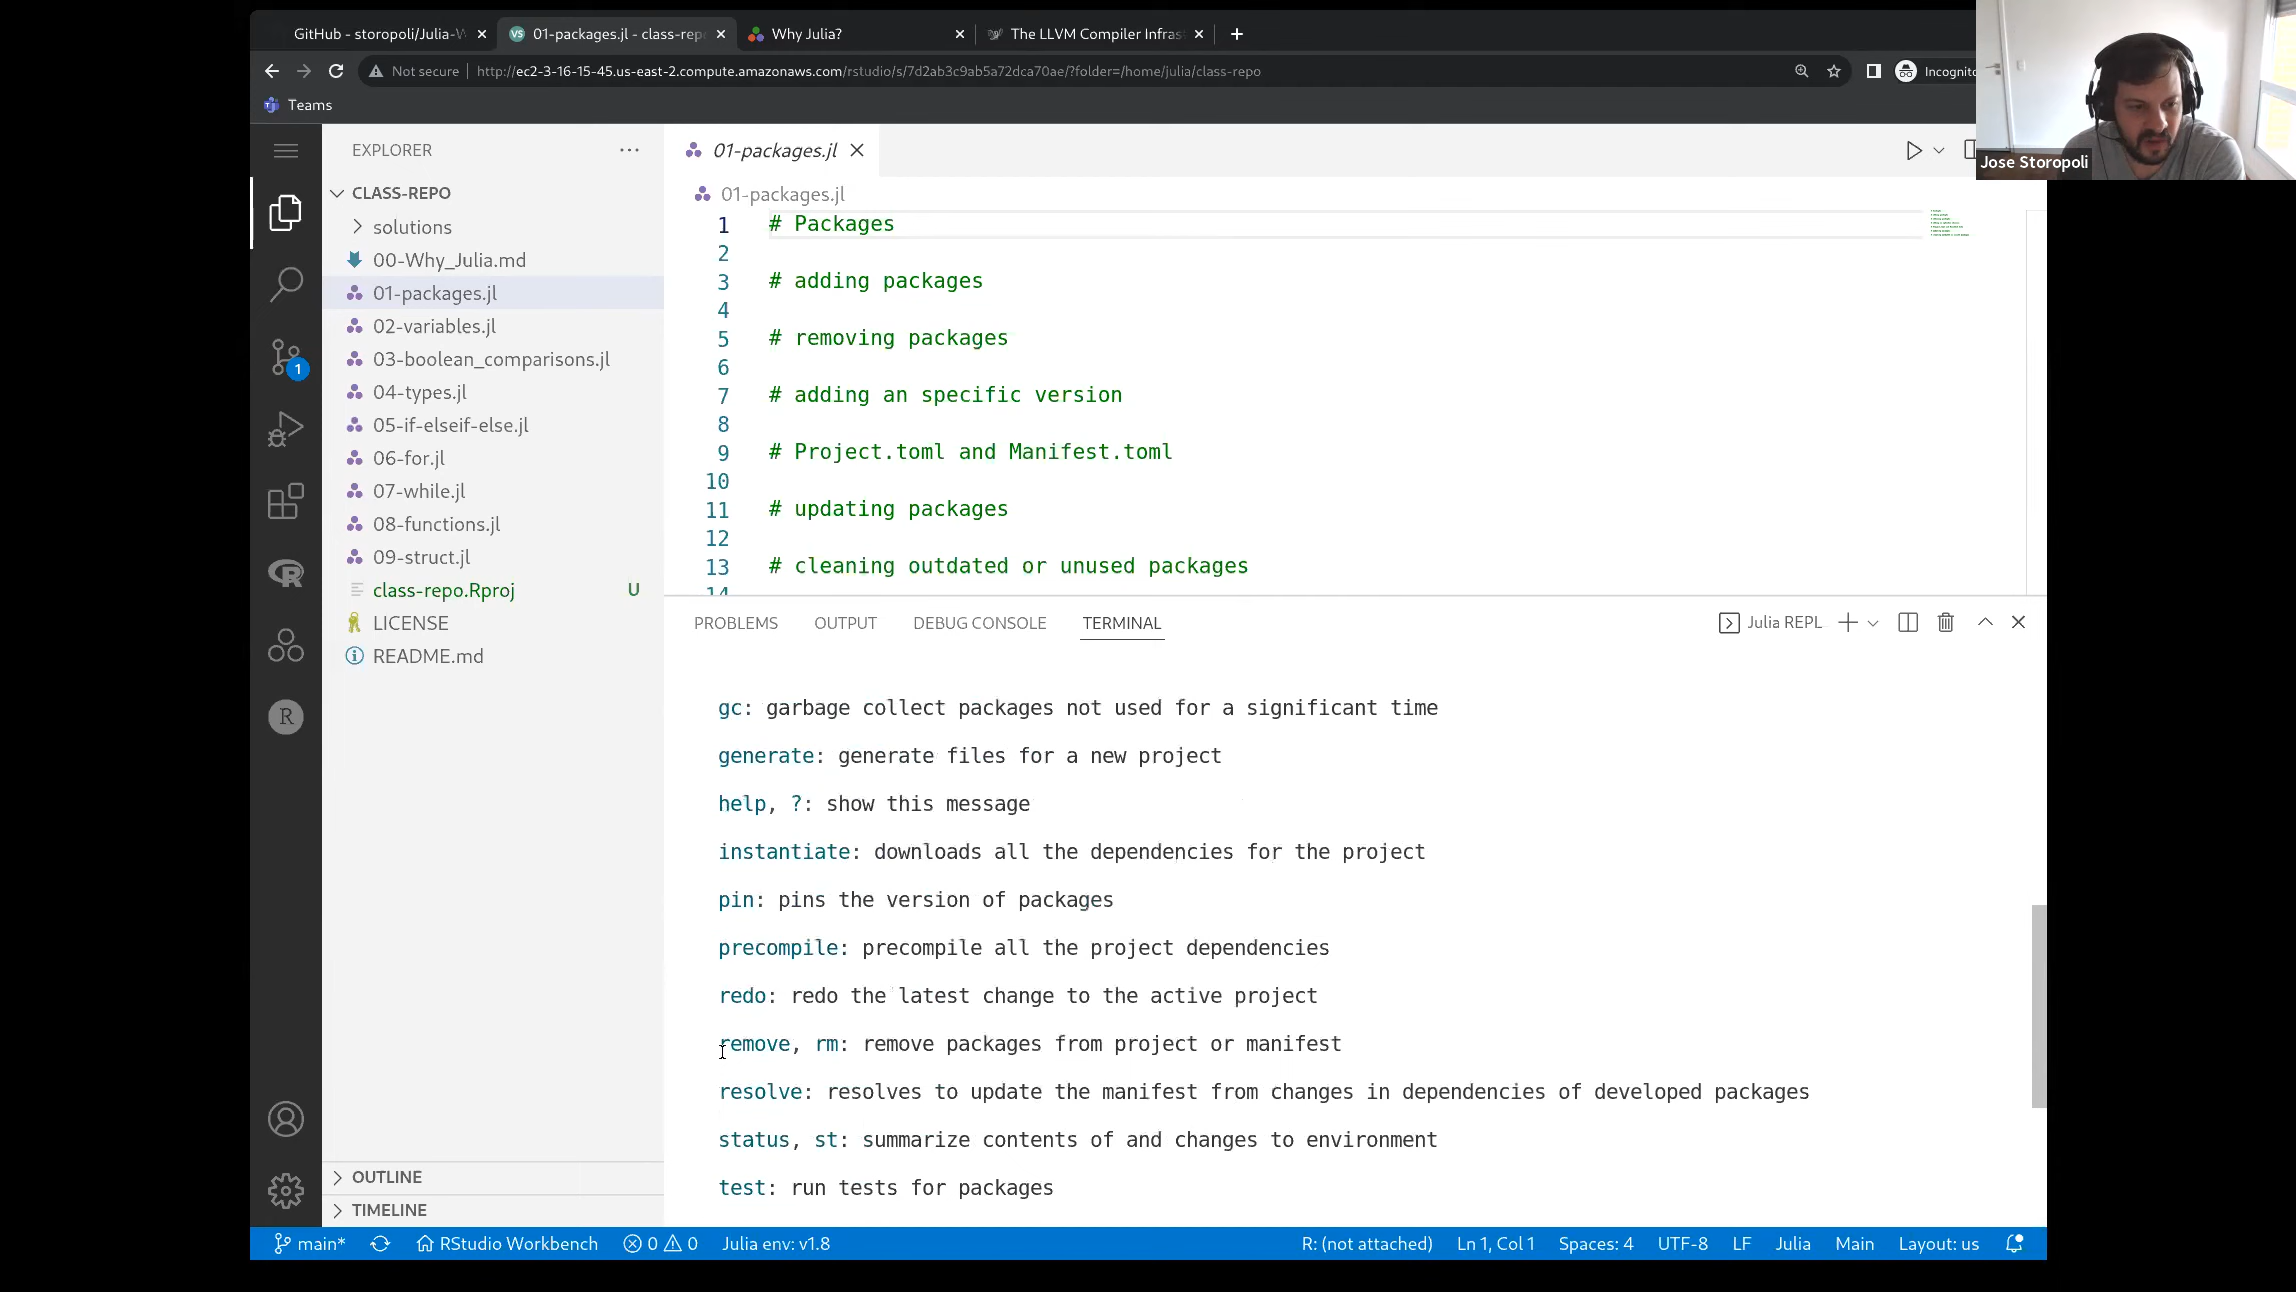 GitHub - storopoli/Julia-W
01-packages.jl - class-repo
Why Julia?
The LLVM Compiler Infras
Not secure
http://ec2-3-16-15-45.us-east-2.compute.amazonaws.com/rstudio/s/7d2ab3c9ab5a72dca70ae/?folder=/home/julia/class-repo
Incognito
Teams
Jose Storopoli
EXPLORER
CLASS-REPO
solutions
00-Why_Julia.md
01-packages.jl
02-variables.jl
03-boolean_comparisons.jl
04-types.jl
05-if-elseif-else.jl
06-for.jl
07-while.jl
08-functions.jl
09-struct.jl
class-repo.Rproj U
LICENSE
README.md
OUTLINE
TIMELINE
1
R
R
01-packages.jl
01-packages.jl
1 # Packages
2
3 # adding packages
4
5 # removing packages
6
7 # adding an specific version
8
9 # Project.toml and Manifest.toml
10
11 # updating packages
12
13 # cleaning outdated or unused packages
14
PROBLEMS OUTPUT DEBUG CONSOLE TERMINAL
Julia REPL
gc: garbage collect packages not used for a significant time
generate: generate files for a new project
help, ?: show this message
instantiate: downloads all the dependencies for the project
pin: pins the version of packages
precompile: precompile all the project dependencies
redo: redo the latest change to the active project
remove, rm: remove packages from project or manifest
resolve: resolves to update the manifest from changes in dependencies of developed packages
status, st: summarize contents of and changes to environment
test: run tests for packages
main* RStudio Workbench 0 0 Julia env: v1.8 R: (not attached) Ln 1, Col 1 Spaces: 4 UTF-8 LF Julia Main Layout: us